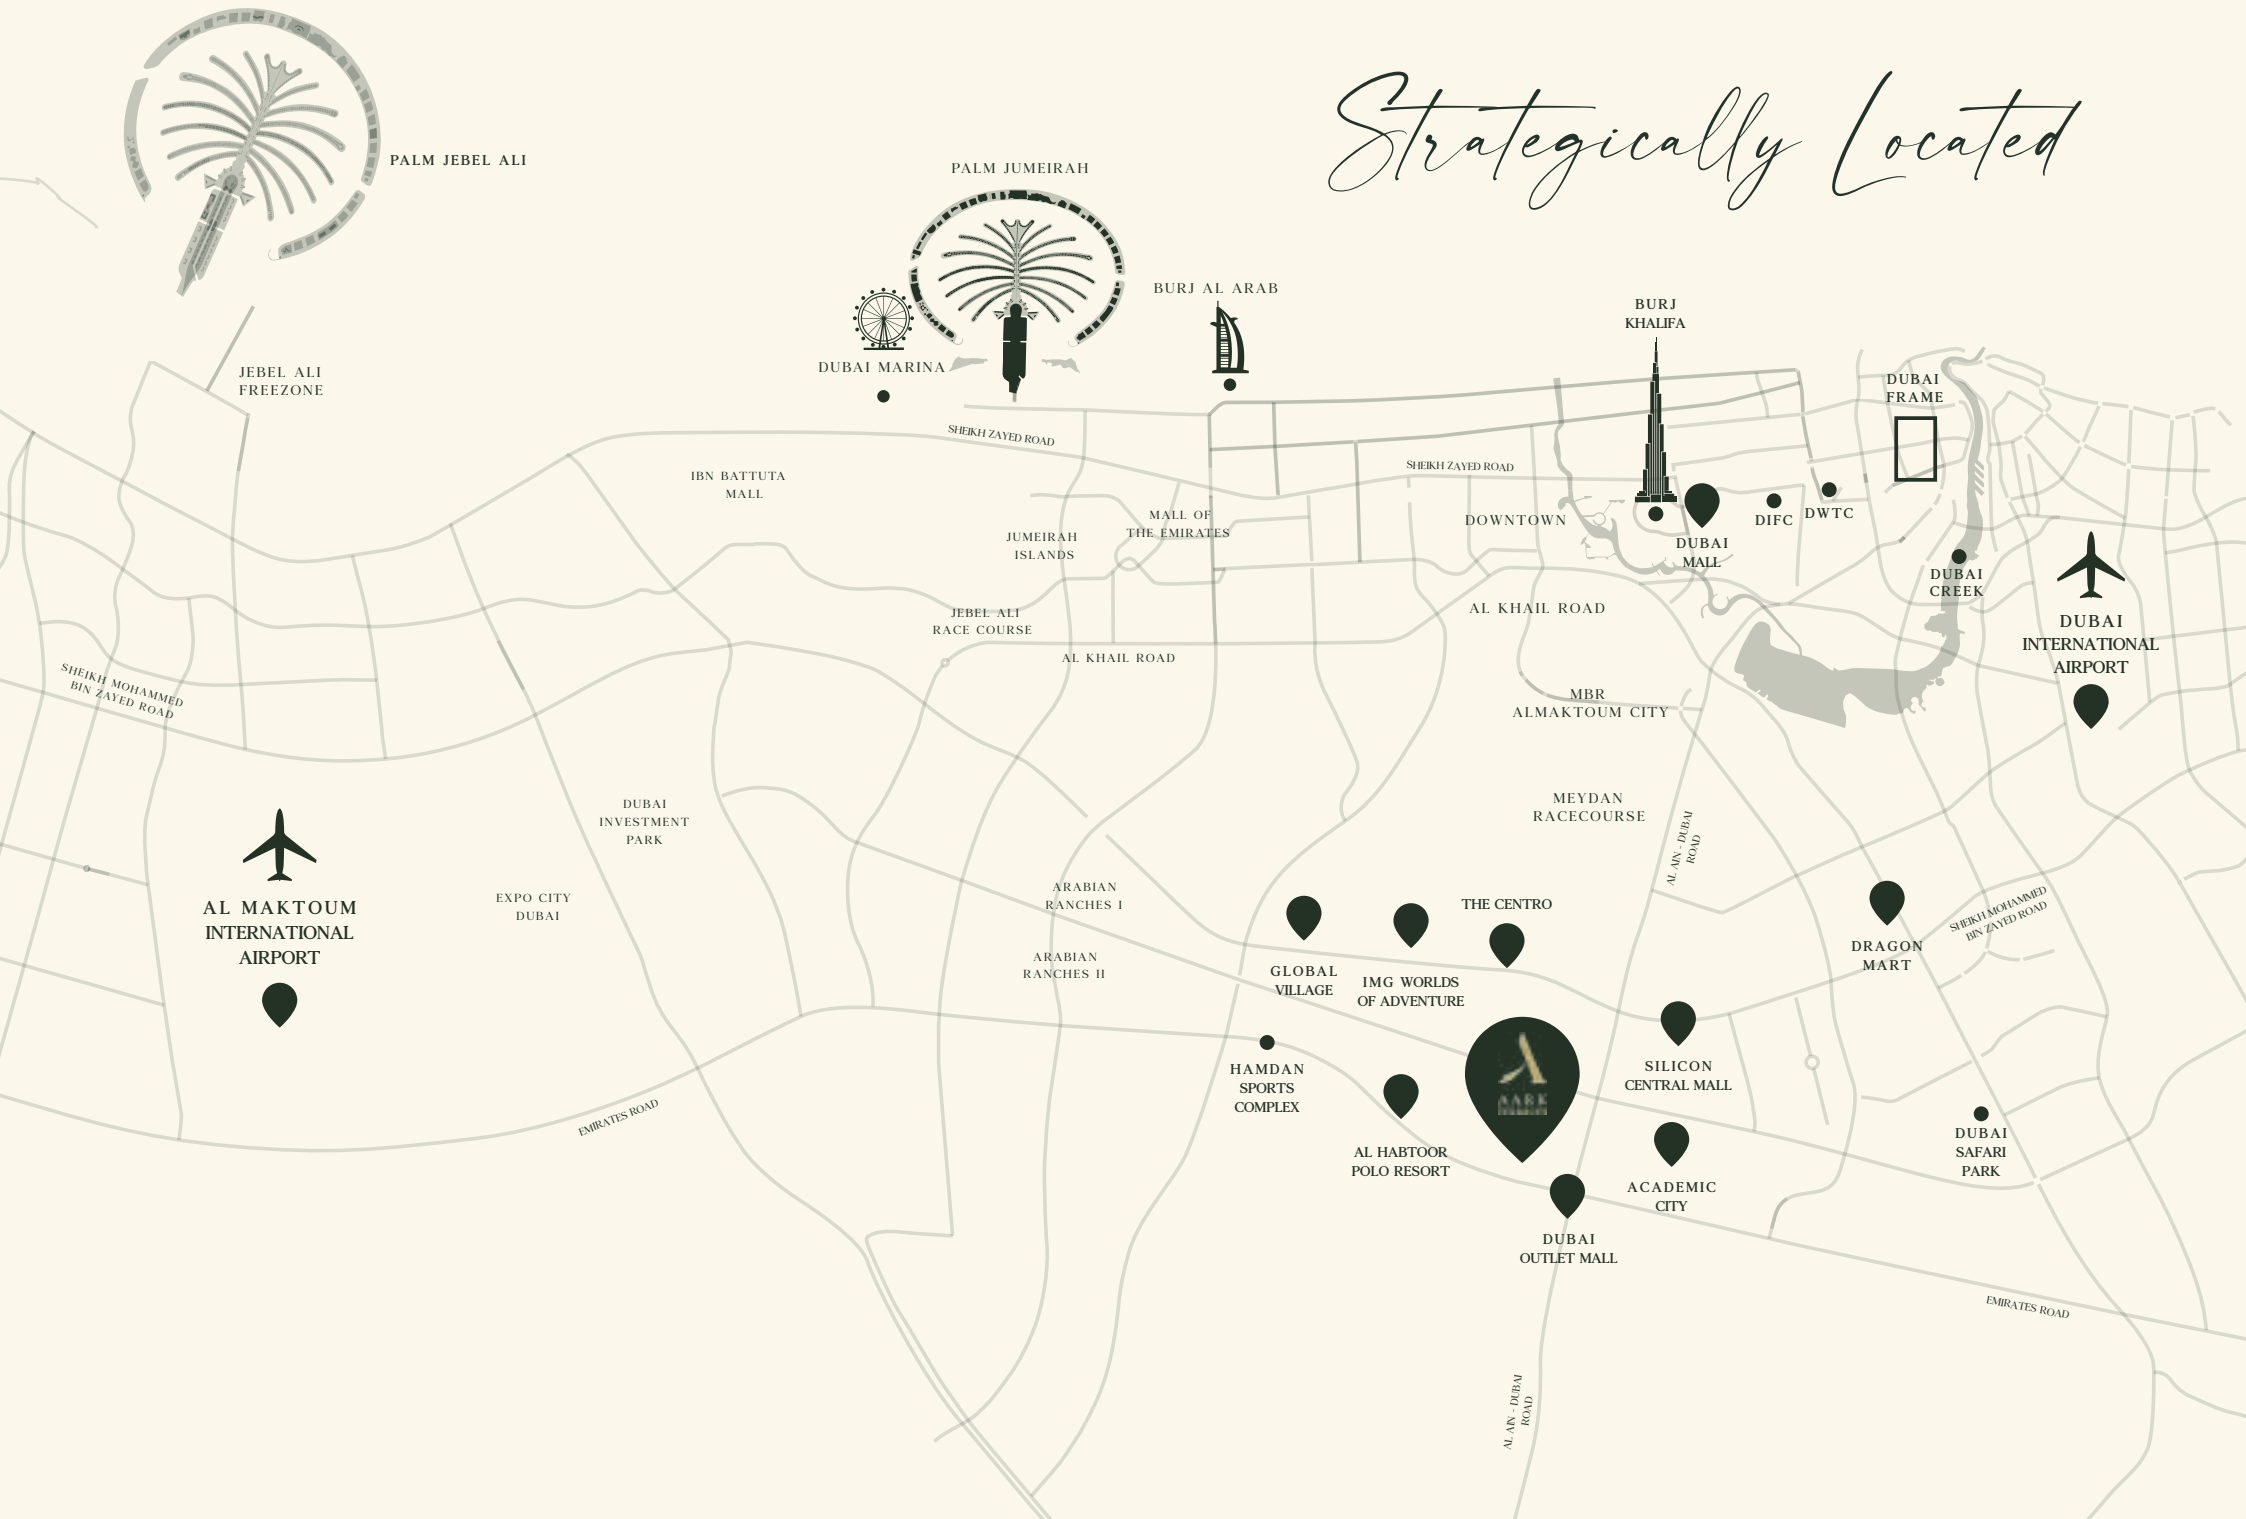 Strategically Located
PALM JEBEL ALI
PALM JUMEIRAH
BURJ AL ARAB
BURJ
KHALIFA
DUBAI MARINA
JEBEL ALI
FREEZONE
DUBAI
FRAME
SHEIKH ZAYED ROAD
SHEIKH ZAYED ROAD
IBN BATTUTA
MALL
MALL OF
THE EMIRATES
JUMEIRAH
ISLANDS
DOWNTOWN
DIFC
DWTC
DUBAI
MALL
DUBAI
CREEK
JEBEL ALI
RACE COURSE
AL KHAIL ROAD
AL KHAIL ROAD
DUBAI
INTERNATIONAL
AIRPORT
SHEIKH MOHAMMED
BIN ZAYED ROAD
MBR
ALMAKTOUM CITY
DUBAI
INVESTMENT
PARK
MEYDAN
RACECOURSE
AL AIN - DUBAI
ROAD
AL MAKTOUM
INTERNATIONAL
AIRPORT
EXPO CITY
DUBAI
ARABIAN
RANCHES I
ARABIAN
RANCHES II
THE CENTRO
GLOBAL
VILLAGE
IMG WORLDS
OF ADVENTURE
DRAGON
MART
SHEIKH MOHAMMED
BIN ZAYED ROAD
HAMDAN
SPORTS
COMPLEX
AARK
SILICON
CENTRAL MALL
EMIRATES ROAD
AL HABTOOR
POLO RESORT
ACADEMIC
CITY
DUBAI
SAFARI
PARK
DUBAI
OUTLET MALL
EMIRATES ROAD
AL AIN - DUBAI
ROAD